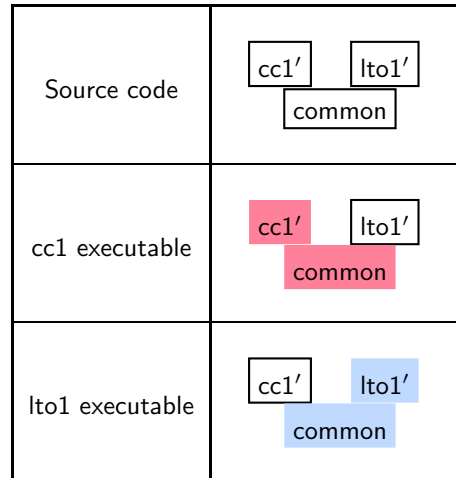 Source code
cc1′ lto1′
common
cc1 executable
cc1′ lto1′
common
lto1 executable
cc1′ lto1′
common